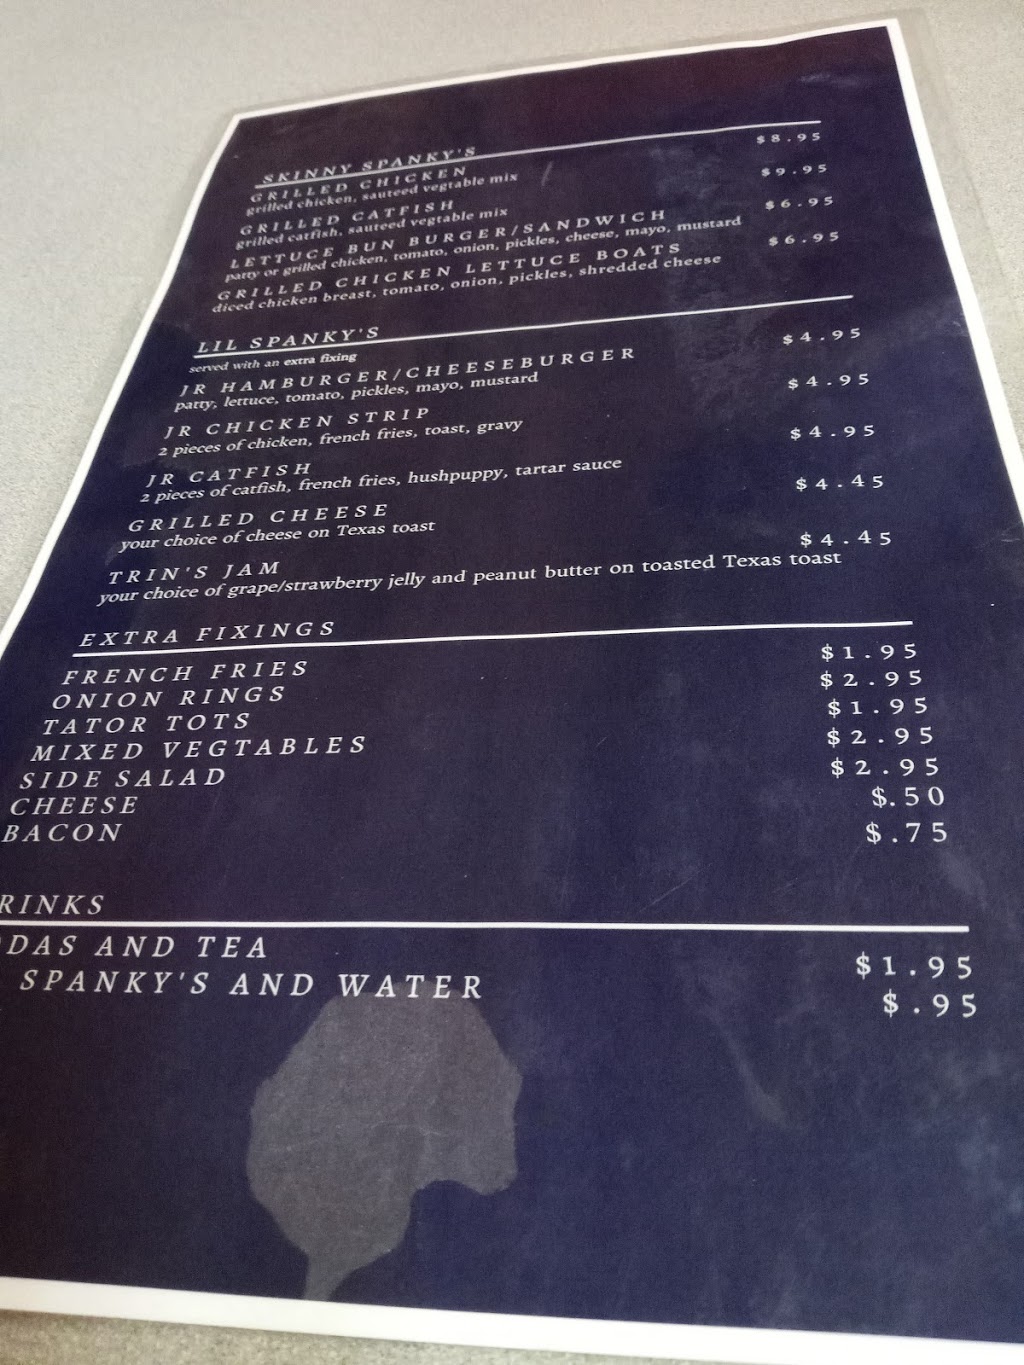 SKINNY SPANKY'S
GRILLED CHICKEN $8.95
grilled chicken, sauteed vegtable mix
GRILLED CATFISH $9.95
grilled catfish, sauteed vegtable mix
LETTUCE BUN BURGER/SANDWICH $6.95
patty or grilled chicken, tomato, onion, pickles, cheese, mayo, mustard
GRILLED CHICKEN LETTUCE BOATS $6.95
diced chicken breast, tomato, onion, pickles, shredded cheese
LIL SPANKY'S
served with an extra fixing
JR HAMBURGER/CHEESEBURGER $4.95
patty, lettuce, tomato, pickles, mayo, mustard
JR CHICKEN STRIP $4.95
2 pieces of chicken, french fries, toast, gravy
JR CATFISH $4.95
2 pieces of catfish, french fries, hushpuppy, tartar sauce
GRILLED CHEESE $4.45
your choice of cheese on Texas toast
TRIN'S JAM $4.45
your choice of grape/strawberry jelly and peanut butter on toasted Texas toast
EXTRA FIXINGS
FRENCH FRIES $1.95
ONION RINGS $2.95
TATOR TOTS $1.95
MIXED VEGTABLES $2.95
SIDE SALAD $2.95
CHEESE $.50
BACON $.75
RINKS
DAS AND TEA $1.95
SPANKY'S AND WATER $.95